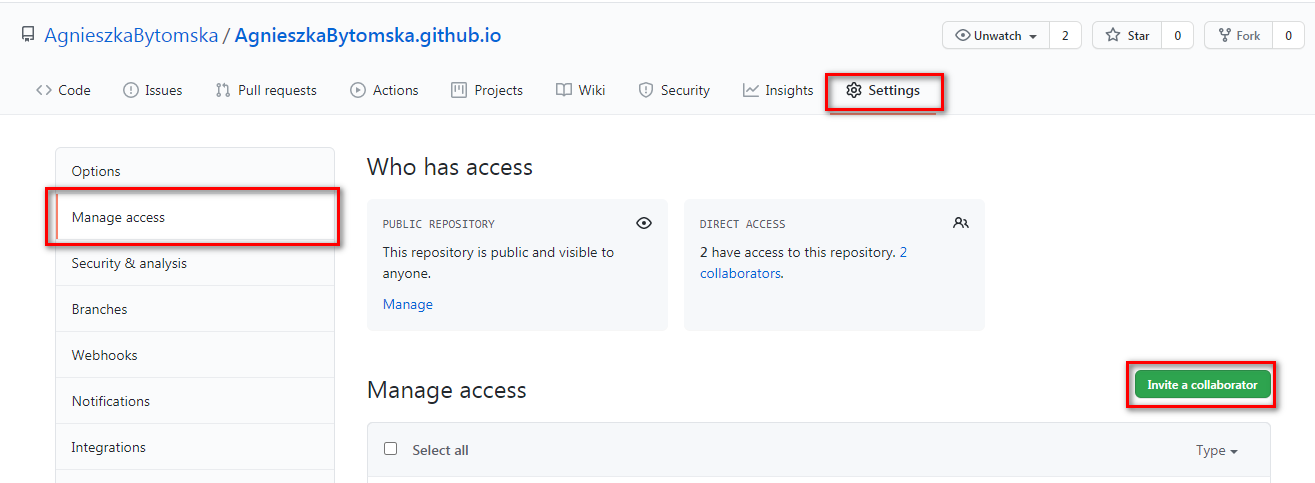 AgnieszkaBytomska / AgnieszkaBytomska.github.io
Unwatch 2
Star 0
Fork 0
Code
Issues
Pull requests
Actions
Projects
Wiki
Security
Insights
Settings
Options
Manage access
Security & analysis
Branches
Webhooks
Notifications
Integrations
Who has access
PUBLIC REPOSITORY
This repository is public and visible to
anyone.
Manage
DIRECT ACCESS
2 have access to this repository. 2
collaborators.
Manage access
Invite a collaborator
Select all
Type